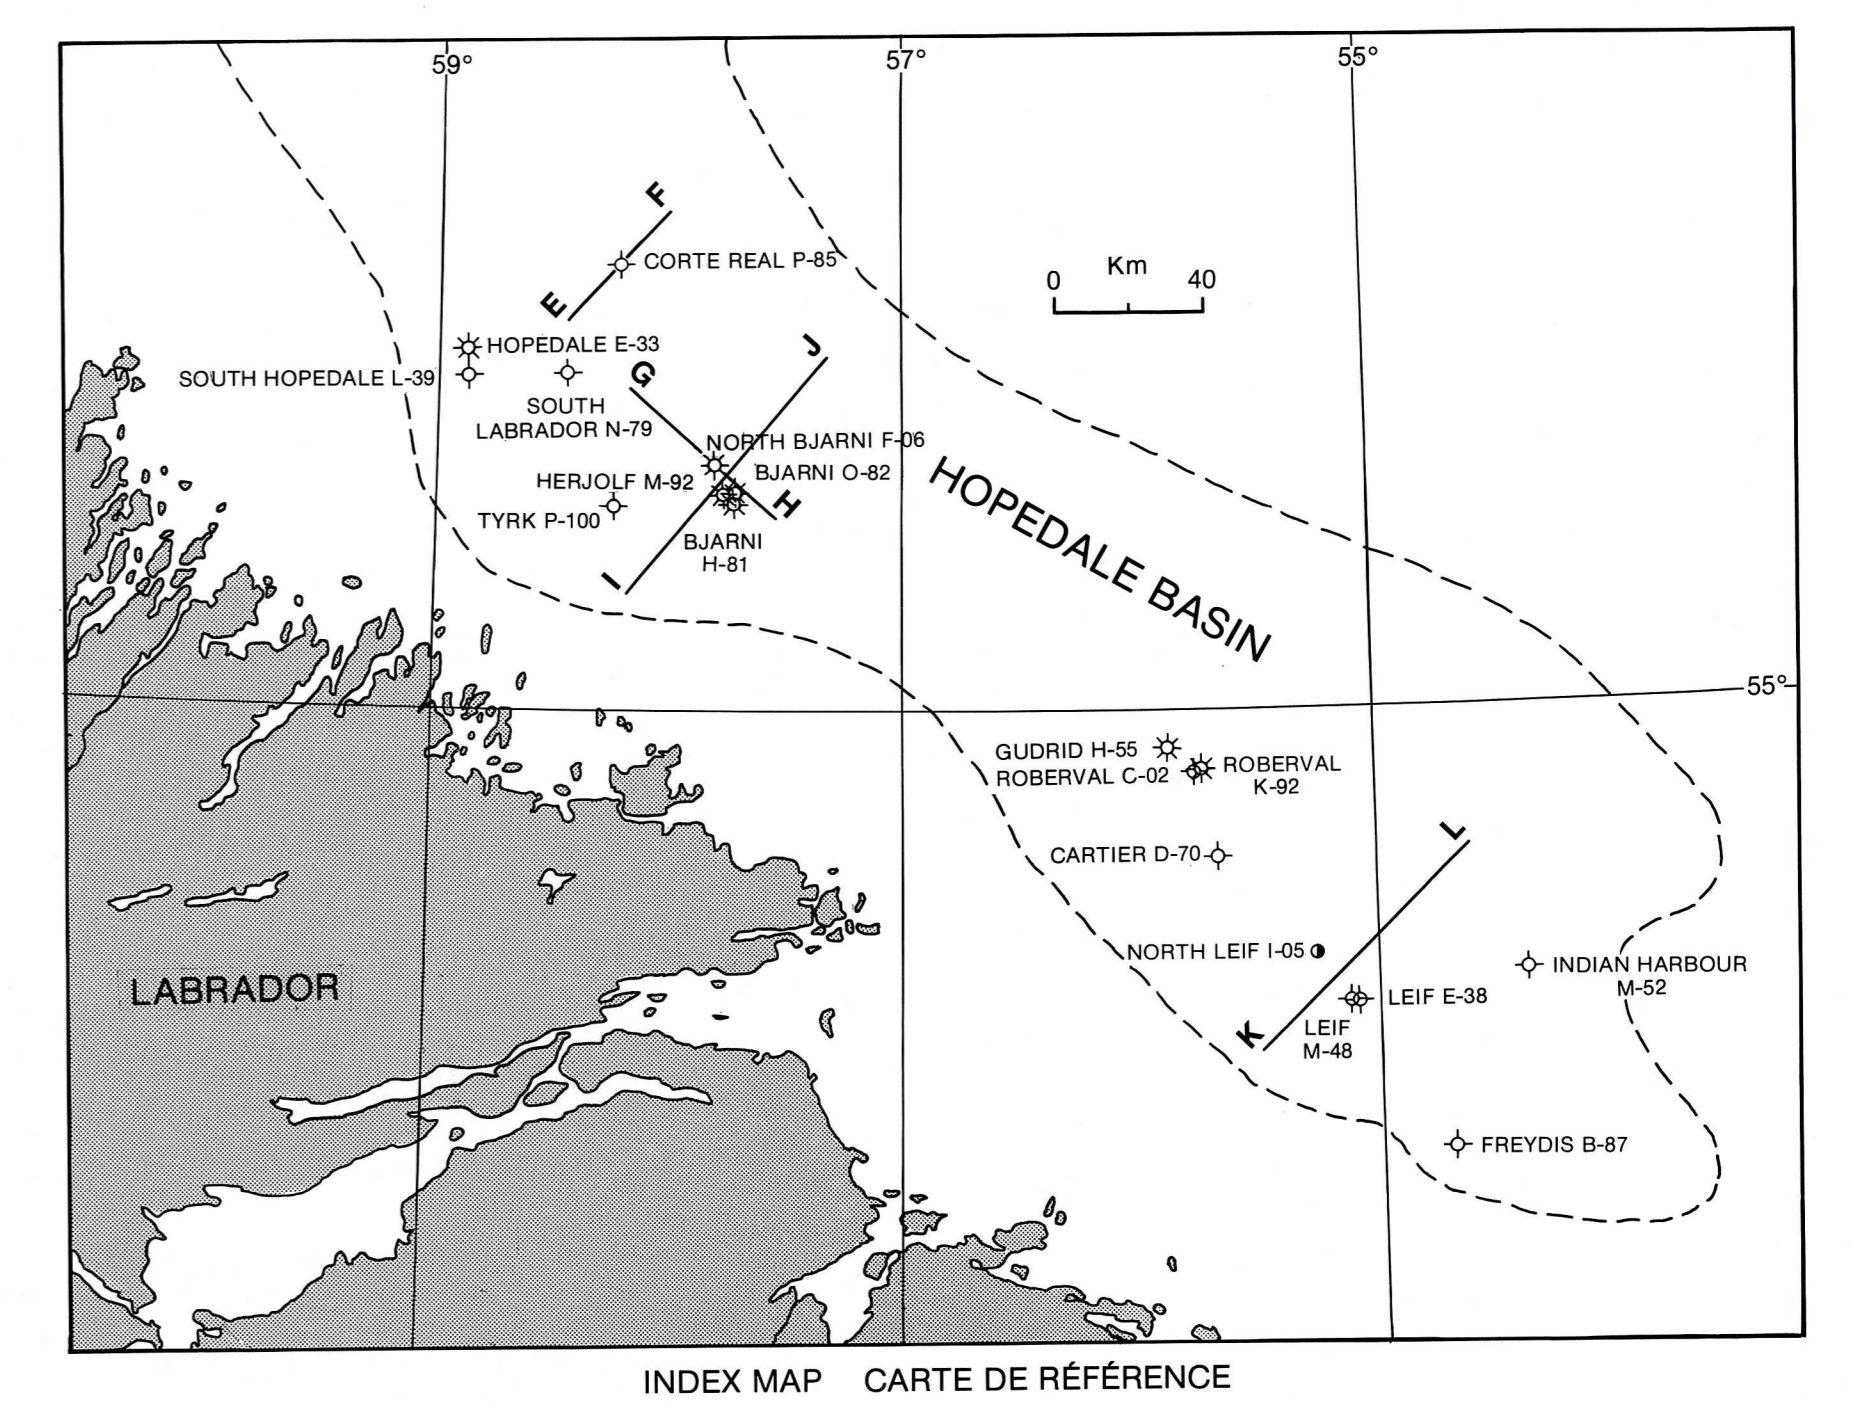 59°
57°
55°
F
CORTE REAL P-85
E
Km
0 40
HOPEDALE E-33
SOUTH HOPEDALE L-39
J
G
SOUTH
LABRADOR N-79
NORTH BJARNI F-06
BJARNI O-82
HERJOLF M-92
H
TYRK P-100
BJARNI
H-81
I
HOPEDALE BASIN
55°
GUDRID H-55
ROBERVAL C-02
ROBERVAL
K-92
L
CARTIER D-70
NORTH LEIF I-05
INDIAN HARBOUR
M-52
LEIF E-38
K
LEIF
M-48
LABRADOR
FREYDIS B-87
INDEX MAP CARTE DE RÉFÉRENCE